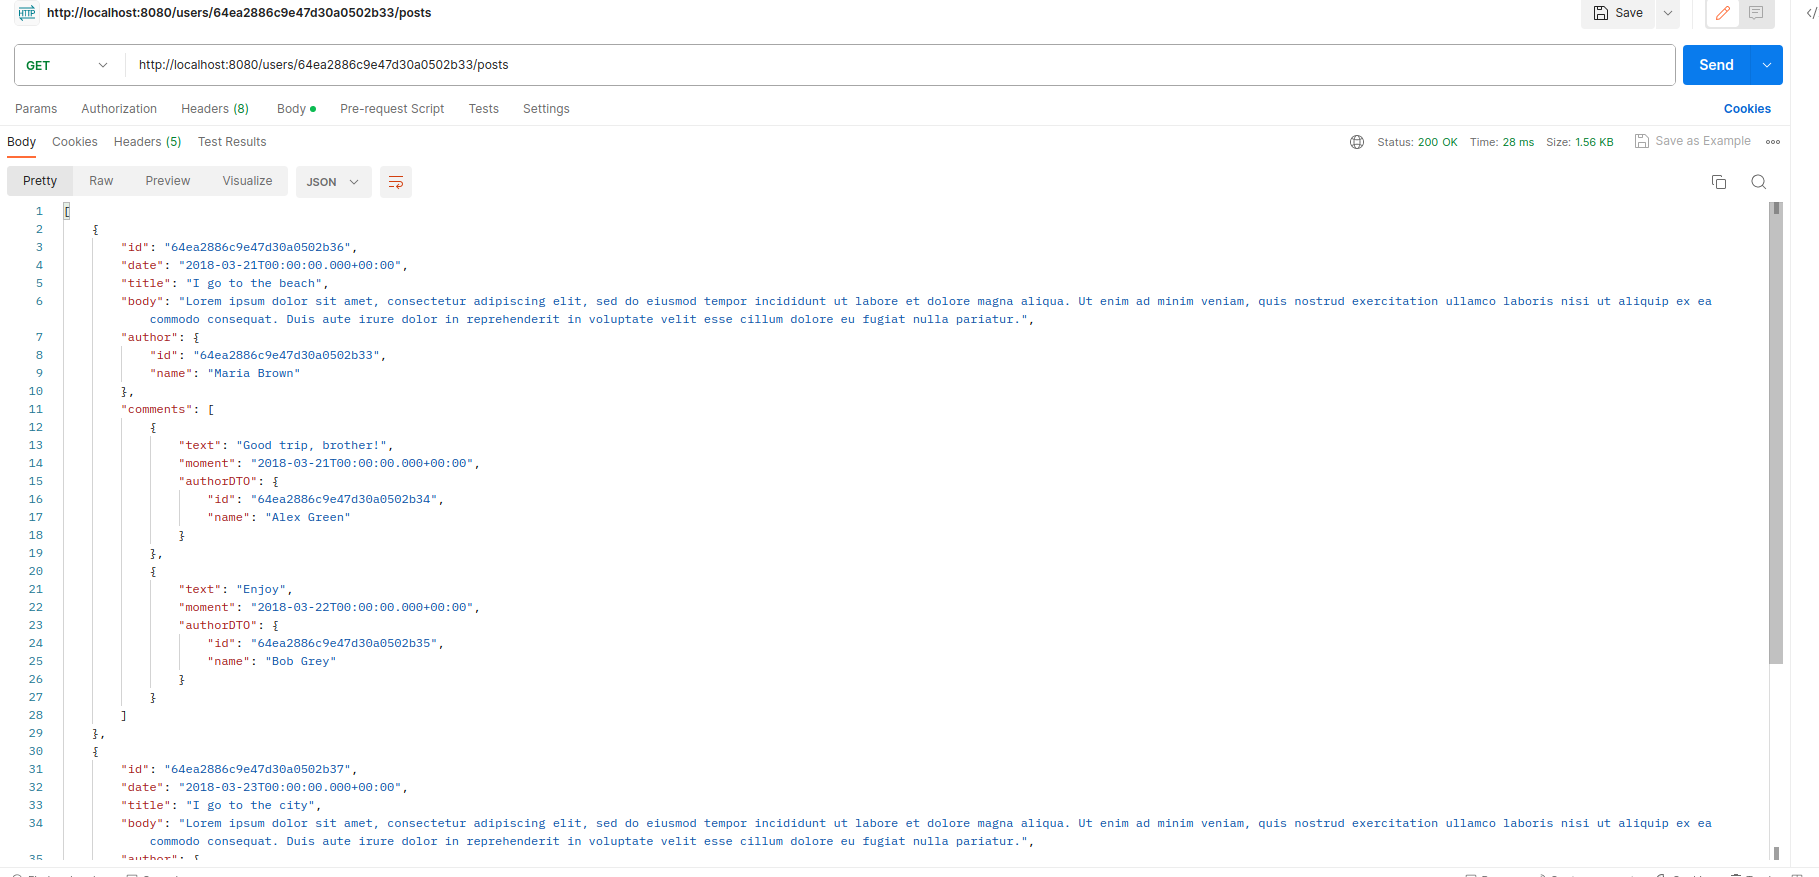 HTTP http://localhost:8080/users/64ea2886c9e47d30a0502b33/posts Save </>
GET http://localhost:8080/users/64ea2886c9e47d30a0502b33/posts Send
Params Authorization Headers (8) Body Pre-request Script Tests Settings Cookies
Body Cookies Headers (5) Test Results Status: 200 OK Time: 28 ms Size: 1.56 KB Save as Example
Pretty Raw Preview Visualize JSON
1 [
2 {
3 "id": "64ea2886c9e47d30a0502b36",
4 "date": "2018-03-21T00:00:00.000+00:00",
5 "title": "I go to the beach",
6 "body": "Lorem ipsum dolor sit amet, consectetur adipiscing elit, sed do eiusmod tempor incididunt ut labore et dolore magna aliqua. Ut enim ad minim veniam, quis nostrud exercitation ullamco laboris nisi ut aliquip ex ea
commodo consequat. Duis aute irure dolor in reprehenderit in voluptate velit esse cillum dolore eu fugiat nulla pariatur.",
7 "author": {
8 "id": "64ea2886c9e47d30a0502b33",
9 "name": "Maria Brown"
10 },
11 "comments": [
12 {
13 "text": "Good trip, brother!",
14 "moment": "2018-03-21T00:00:00.000+00:00",
15 "authorDTO": {
16 "id": "64ea2886c9e47d30a0502b34",
17 "name": "Alex Green"
18 }
19 },
20 {
21 "text": "Enjoy",
22 "moment": "2018-03-22T00:00:00.000+00:00",
23 "authorDTO": {
24 "id": "64ea2886c9e47d30a0502b35",
25 "name": "Bob Grey"
26 }
27 }
28 ]
29 },
30 {
31 "id": "64ea2886c9e47d30a0502b37",
32 "date": "2018-03-23T00:00:00.000+00:00",
33 "title": "I go to the city",
34 "body": "Lorem ipsum dolor sit amet, consectetur adipiscing elit, sed do eiusmod tempor incididunt ut labore et dolore magna aliqua. Ut enim ad minim veniam, quis nostrud exercitation ullamco laboris nisi ut aliquip ex ea
commodo consequat. Duis aute irure dolor in reprehenderit in voluptate velit esse cillum dolore eu fugiat nulla pariatur.",
35 "author": {